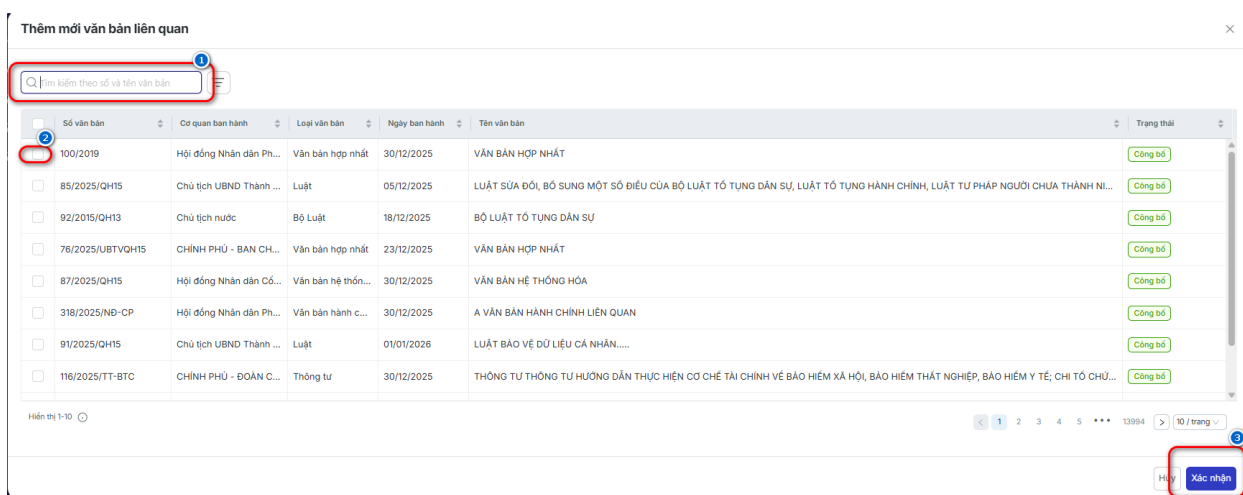 Thêm mới văn bản liên quan
1
Tìm kiếm theo số và tên văn bản
Số văn bản Cơ quan ban hành Loại văn bản Ngày ban hành Tên văn bản Trạng thái
2
100/2019 Hội đồng Nhân dân Ph... Văn bản hợp nhất 30/12/2025 VĂN BẢN HỢP NHẤT Công bố
85/2025/QH15 Chủ tịch UBND Thành ... Luật 05/12/2025 LUẬT SỬA ĐỔI, BỔ SUNG MỘT SỐ ĐIỀU CỦA BỘ LUẬT TỐ TỤNG DÂN SỰ, LUẬT TỐ TỤNG HÀNH CHÍNH, LUẬT TƯ PHÁP NGƯỜI CHƯA THÀNH NI... Công bố
92/2015/QH13 Chủ tịch nước Bộ Luật 18/12/2025 BỘ LUẬT TỐ TỤNG DÂN SỰ Công bố
76/2025/UBTVQH15 CHÍNH PHỦ - BAN CH... Văn bản hợp nhất 23/12/2025 VĂN BẢN HỢP NHẤT Công bố
87/2025/QH15 Hội đồng Nhân dân Cố... Văn bản hệ thốn... 30/12/2025 VĂN BẢN HỆ THỐNG HÓA Công bố
318/2025/NĐ-CP Hội đồng Nhân dân Ph... Văn bản hành c... 30/12/2025 A VĂN BẢN HÀNH CHÍNH LIÊN QUAN Công bố
91/2025/QH15 Chủ tịch UBND Thành ... Luật 01/01/2026 LUẬT BẢO VỆ DỮ LIỆU CÁ NHÂN..... Công bố
116/2025/TT-BTC CHÍNH PHỦ - ĐOÀN C... Thông tư 30/12/2025 THÔNG TƯ THÔNG TƯ HƯỚNG DẪN THỰC HIỆN CƠ CHẾ TÀI CHÍNH VỀ BẢO HIỂM XÃ HỘI, BẢO HIỂM THẤT NGHIỆP, BẢO HIỂM Y TẾ; CHI TỔ CHỨ... Công bố
Hiển thị 1-10 < 1 2 3 4 5 ••• 13994 > 10 / trang
3
Hủy Xác nhận